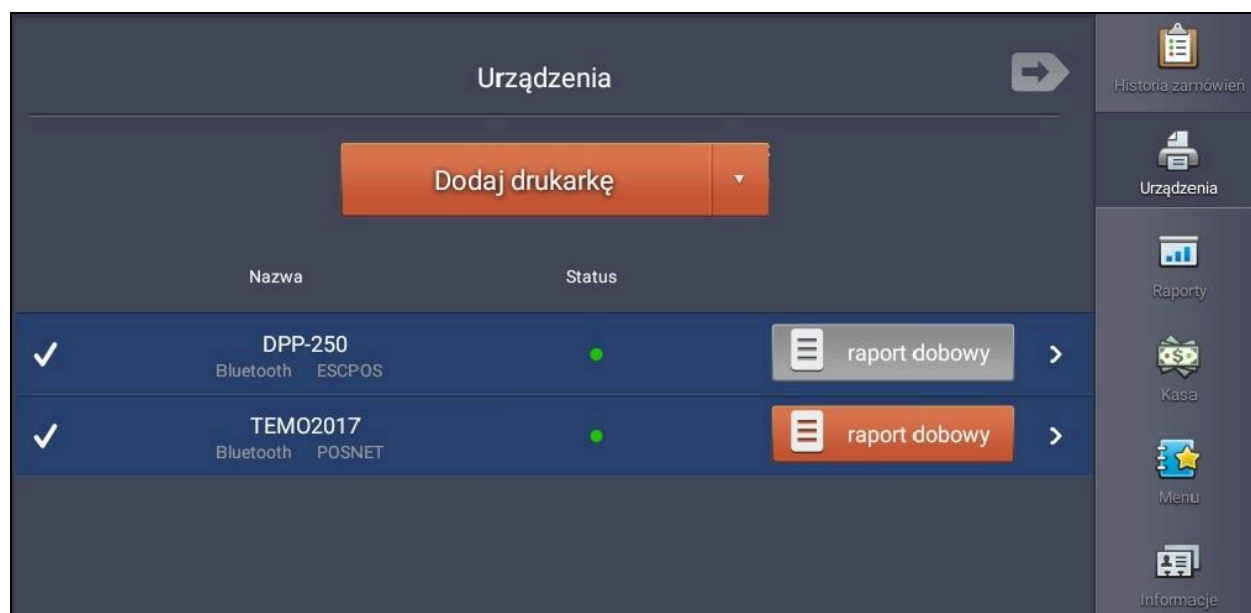 Urządzenia
Dodaj drukarkę
Nazwa Status
DPP-250
Bluetooth ESCPOS
raport dobowy
TEMO2017
Bluetooth POSNET
raport dobowy
Historia zamówień
Urządzenia
Raporty
Kasa
Menu
Informacje